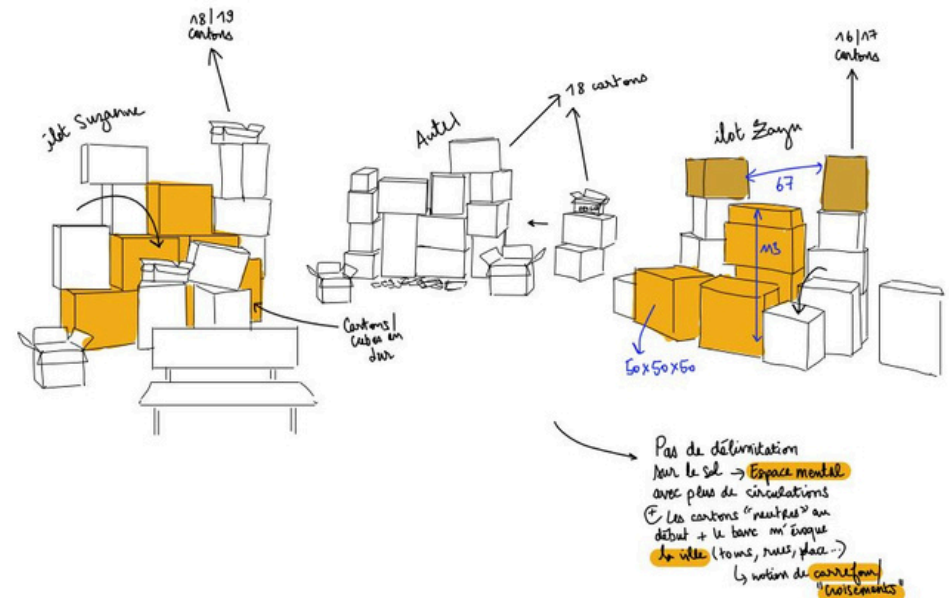 18/19
cartons
îlot Suzanne
Cartons/
cubes en
dur
Autel
18 cartons
16/17
cartons
ilot Zayn
67
113
50x50x50
Pas de délimitation
sur le sol → Espace mental
avec plus de circulations
+ Les cartons "neutres" au
début + le banc m'évoque
la ville (tours, rues, place...)
↳ notion de carrefour/
"croisements"